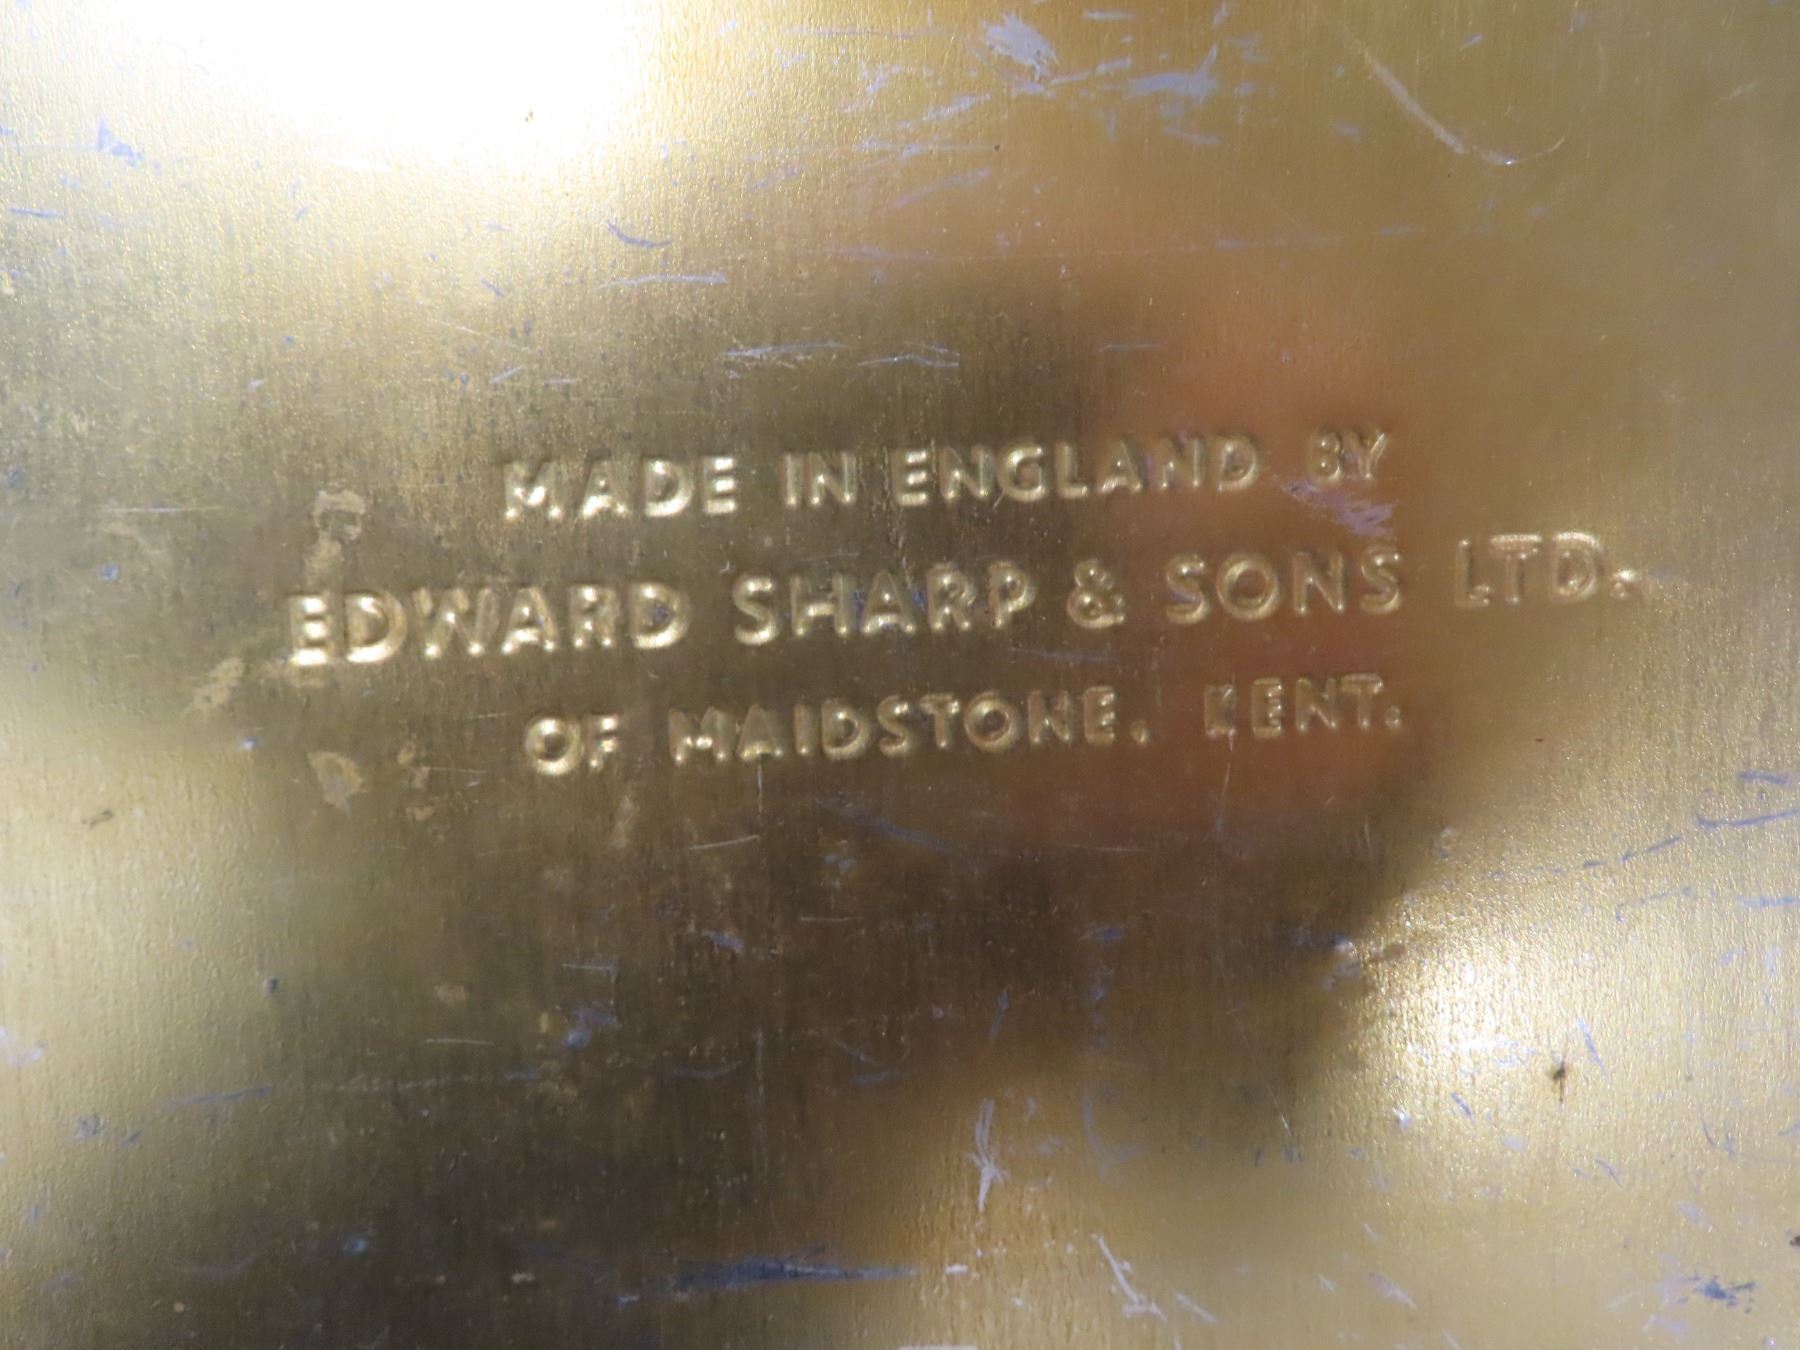 MADE IN ENGLAND BY
EDWARD SHARP & SONS LTD.
OF MAIDSTONE. KENT.